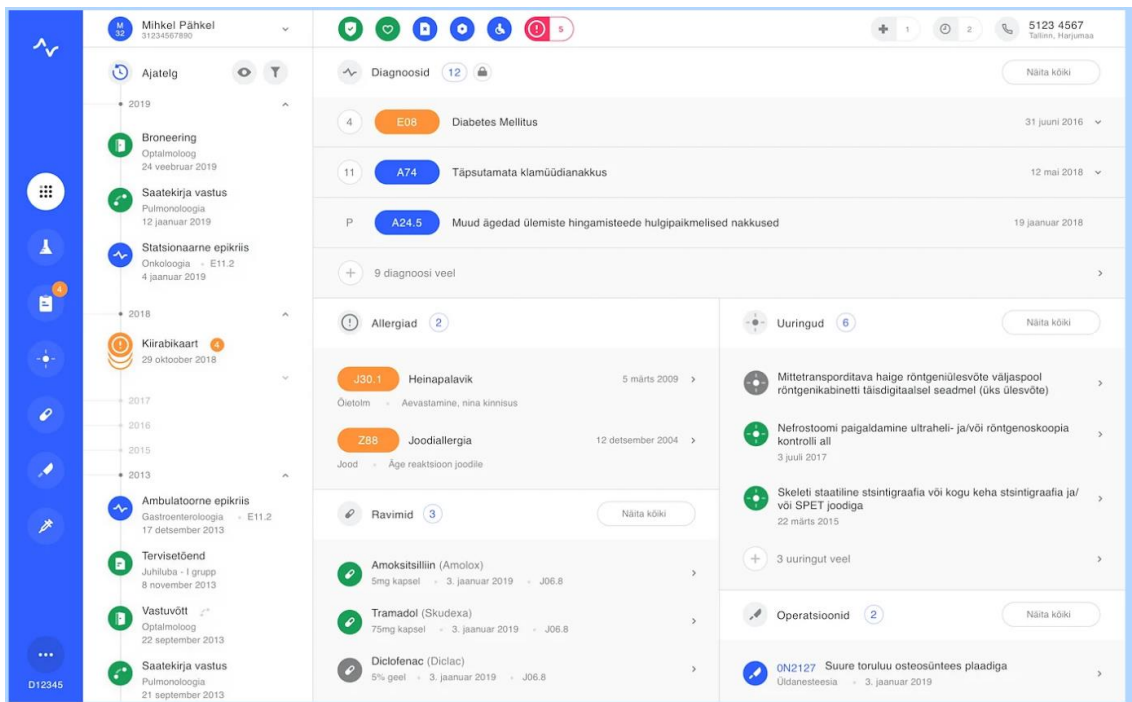 M
32
Mihkel Pähkel
31234567890
5
1
2
5123 4567
Tallinn, Harjumaa
4
D12345
Ajatelg
2019
Broneering
Optalmoloog
24 veebruar 2019
Saatekirja vastus
Pulmonoloogia
12 jaanuar 2019
Statsionaarne epikriis
Onkoloogia E11.2
4 jaanuar 2019
2018
Kiirabikaart 4
29 oktoober 2018
2017
2016
2015
2013
Ambulatoorne epikriis
Gastroenteroloogia E11.2
17 detsember 2013
Tervisetõend
Juhiluba - I grupp
8 november 2013
Vastuvõtt
Optalmoloog
22 september 2013
Saatekirja vastus
Pulmonoloogia
21 september 2013
Diagnoosid 12
Näita kõiki
4 E08 Diabetes Mellitus 31 juuni 2016
11 A74 Täpsutamata klamüüdianakkus 12 mai 2018
P A24.5 Muud ägedad ülemiste hingamisteede hulgipaikmelised nakkused 19 jaanuar 2018
9 diagnoosi veel
Allergiad 2
J30.1 Heinapalavik 5 märts 2009
Õietolm Aevastamine, nina kinnisus
Z88 Joodiallergia 12 detsember 2004
Jood Äge reaktsioon joodile
Ravimid 3
Näita kõiki
Amoksitsilliin (Amolox)
5mg kapsel 3. jaanuar 2019 J06.8
Tramadol (Skudexa)
75mg kapsel 3. jaanuar 2019 J06.8
Diclofenac (Diclac)
5% geel 3. jaanuar 2019 J06.8
Uuringud 6
Näita kõiki
Mittetransporditava haige röntgeniülesvõte väljaspool
röntgenikabinetti täisdigitaalsel seadmel (üks ülesvõte)
Nefrostoomi paigaldamine ultraheli- ja/või röntgenoskoopia
kontrolli all
3 juuli 2017
Skeleti staatiline stsintigraafia või kogu keha stsintigraafia ja/
või SPET joodiga
22 märts 2015
3 uuringut veel
Operatsioonid 2
Näita kõiki
0N2127 Suure toruluu osteosüntees plaadiga
Üldanesteesia 3. jaanuar 2019